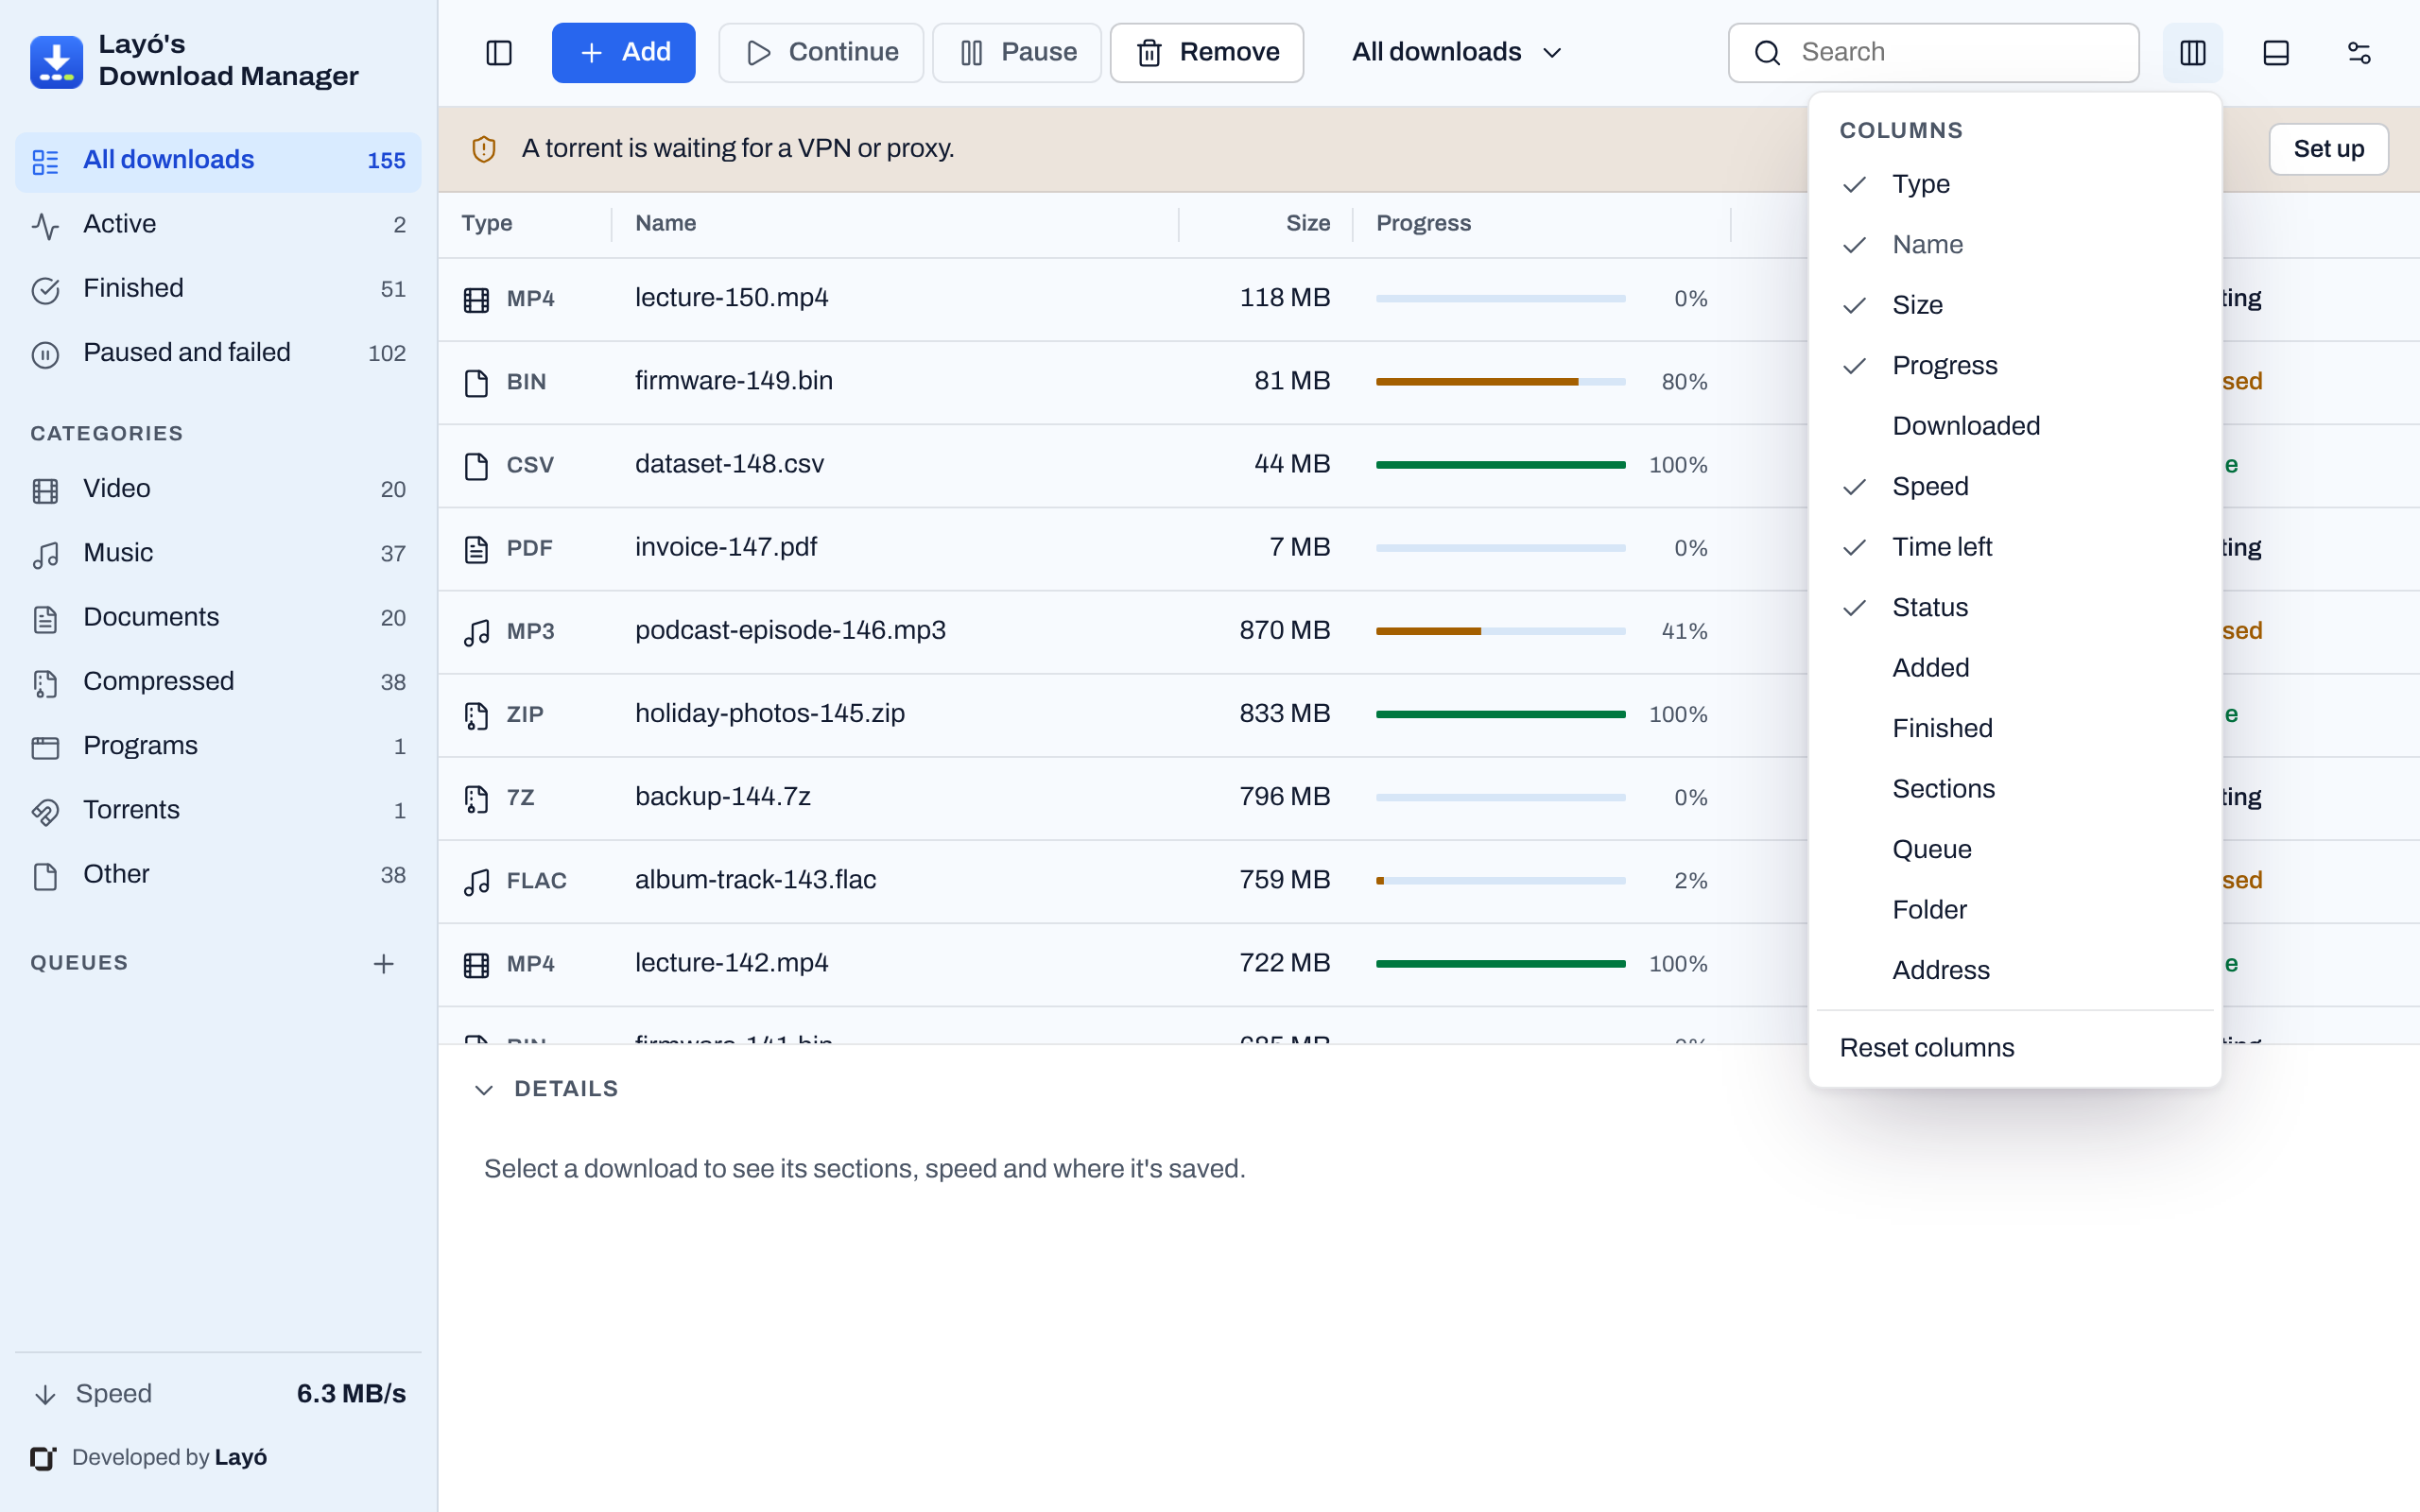 Layó's
Download Manager
Add
Continue
Pause
Remove
All downloads
Search
All downloads 155
Active 2
Finished 51
Paused and failed 102
CATEGORIES
Video 20
Music 37
Documents 20
Compressed 38
Programs 1
Torrents 1
Other 38
QUEUES
Speed 6.3 MB/s
Developed by Layó
A torrent is waiting for a VPN or proxy.
Set up
Type Name Size Progress
MP4 lecture-150.mp4 118 MB 0%
BIN firmware-149.bin 81 MB 80%
CSV dataset-148.csv 44 MB 100%
PDF invoice-147.pdf 7 MB 0%
MP3 podcast-episode-146.mp3 870 MB 41%
ZIP holiday-photos-145.zip 833 MB 100%
7Z backup-144.7z 796 MB 0%
FLAC album-track-143.flac 759 MB 2%
MP4 lecture-142.mp4 722 MB 100%
BIN firmware-141.bin 685 MB 0%
COLUMNS
Type
Name
Size
Progress
Downloaded
Speed
Time left
Status
Added
Finished
Sections
Queue
Folder
Address
Reset columns
DETAILS
Select a download to see its sections, speed and where it's saved.